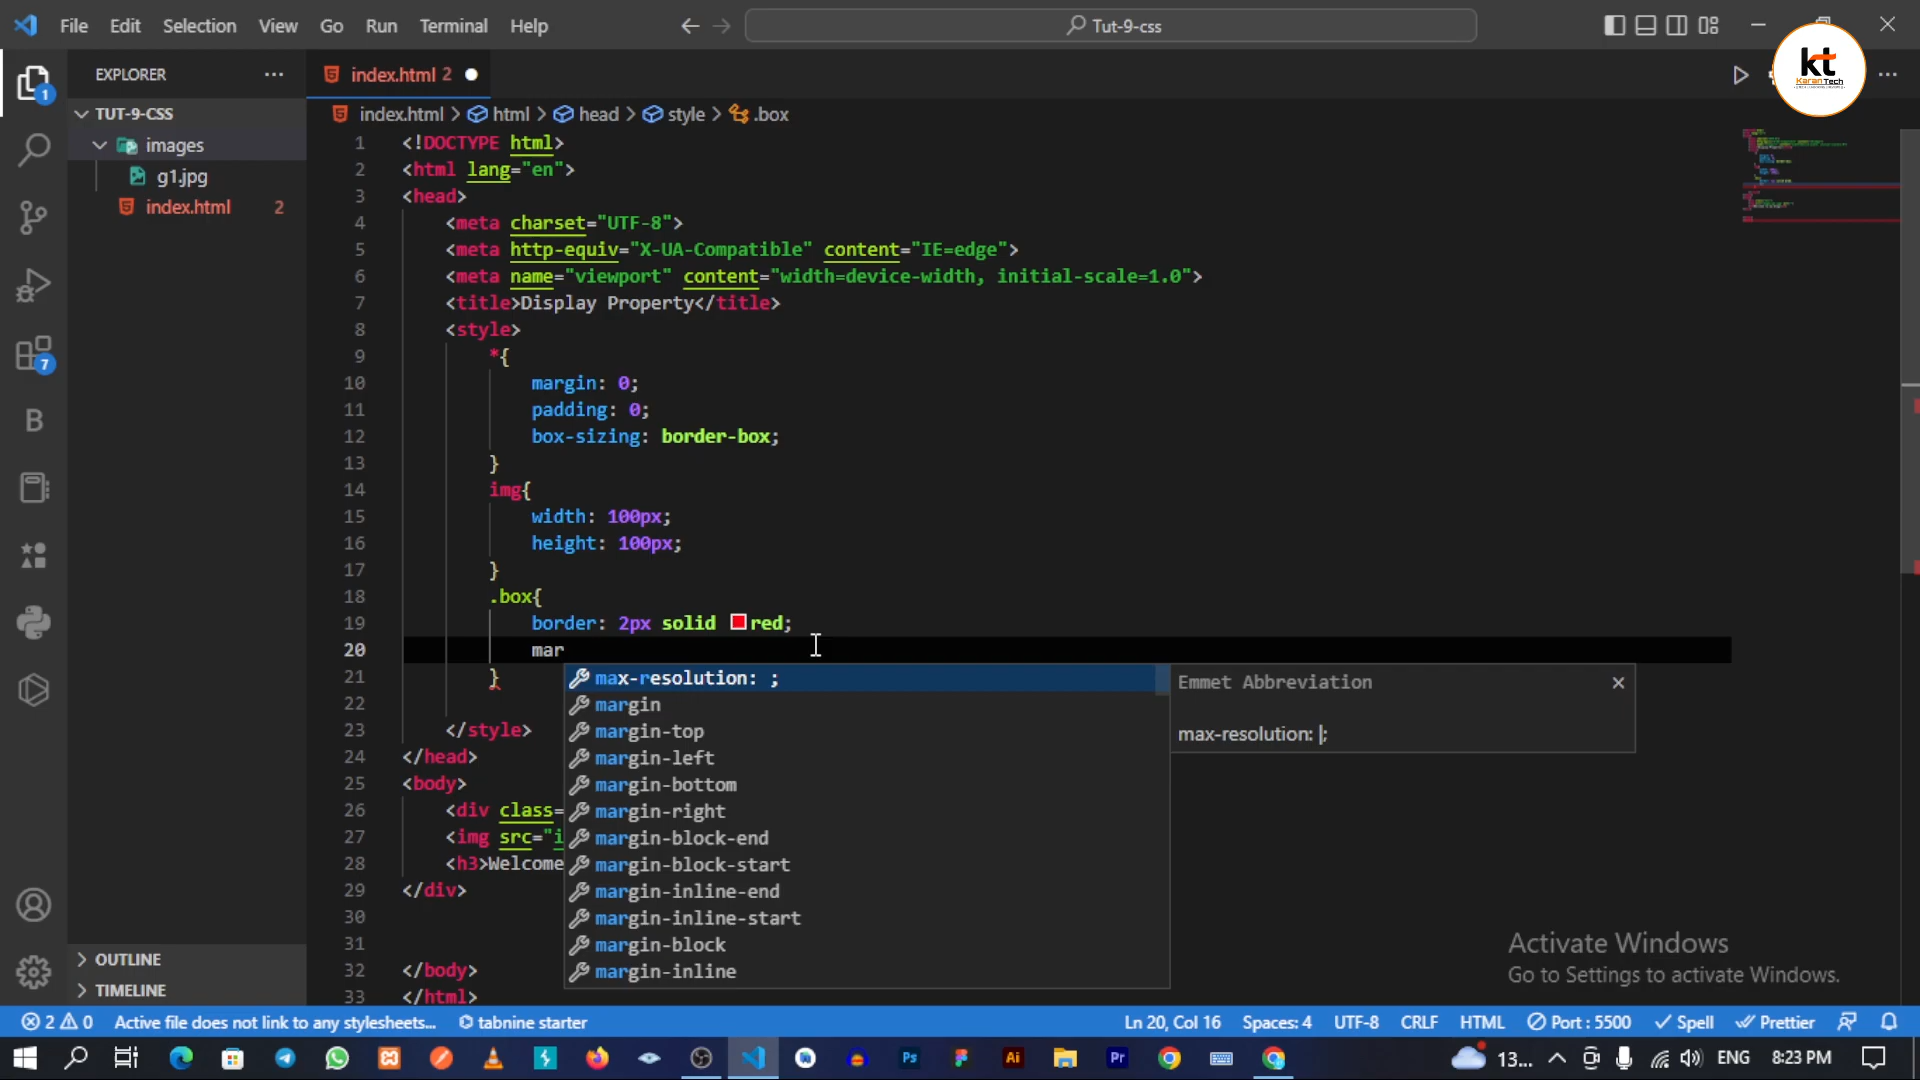 File Edit Selection View Go Run Terminal Help
Tut-9-css
kt
Karan Tech
EXPLORER
index.html 2
TUT-9-CSS
images
g1.jpg
index.html 2
index.html > html > head > style > .box
1 <!DOCTYPE html>
2 <html lang="en">
3 <head>
4 <meta charset="UTF-8">
5 <meta http-equiv="X-UA-Compatible" content="IE=edge">
6 <meta name="viewport" content="width=device-width, initial-scale=1.0">
7 <title>Display Property</title>
8 <style>
9 *{
10 margin: 0;
11 padding: 0;
12 box-sizing: border-box;
13 }
14 img{
15 width: 100px;
16 height: 100px;
17 }
18 .box{
19 border: 2px solid red;
20 mar
21 }
22
23 </style>
24 </head>
25 <body>
26 <div class=
27 <img src="i
28 <h3>Welcome
29 </div>
30
31
32 </body>
33 </html>
max-resolution: ;
margin
margin-top
margin-left
margin-bottom
margin-right
margin-block-end
margin-block-start
margin-inline-end
margin-inline-start
margin-block
margin-inline
Emmet Abbreviation
max-resolution: |;
1
7
B
OUTLINE
TIMELINE
Activate Windows
Go to Settings to activate Windows.
2 0 Active file does not link to any stylesheets... tabnine starter
Ln 20, Col 16 Spaces: 4 UTF-8 CRLF HTML Port : 5500 Spell Prettier
Ps Ai Pr
13... ENG 8:23 PM